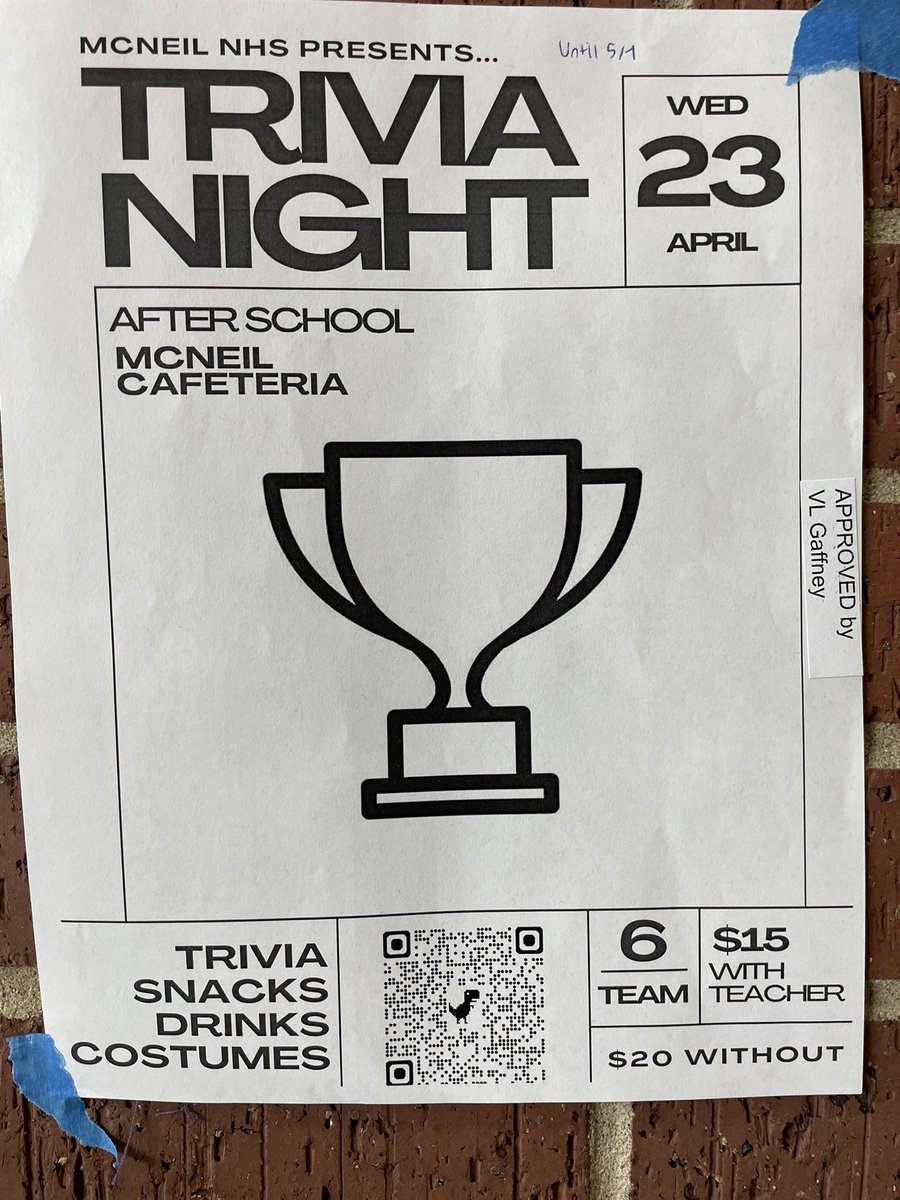 MCNEIL NHS PRESENTS...
Until 5/1
TRIVIA
NIGHT
WED
23
APRIL
AFTER SCHOOL
MCNEIL
CAFETERIA
APPROVED by
VL Gaffney
TRIVIA
SNACKS
DRINKS
COSTUMES
6
TEAM
$15
WITH
TEACHER
$20 WITHOUT